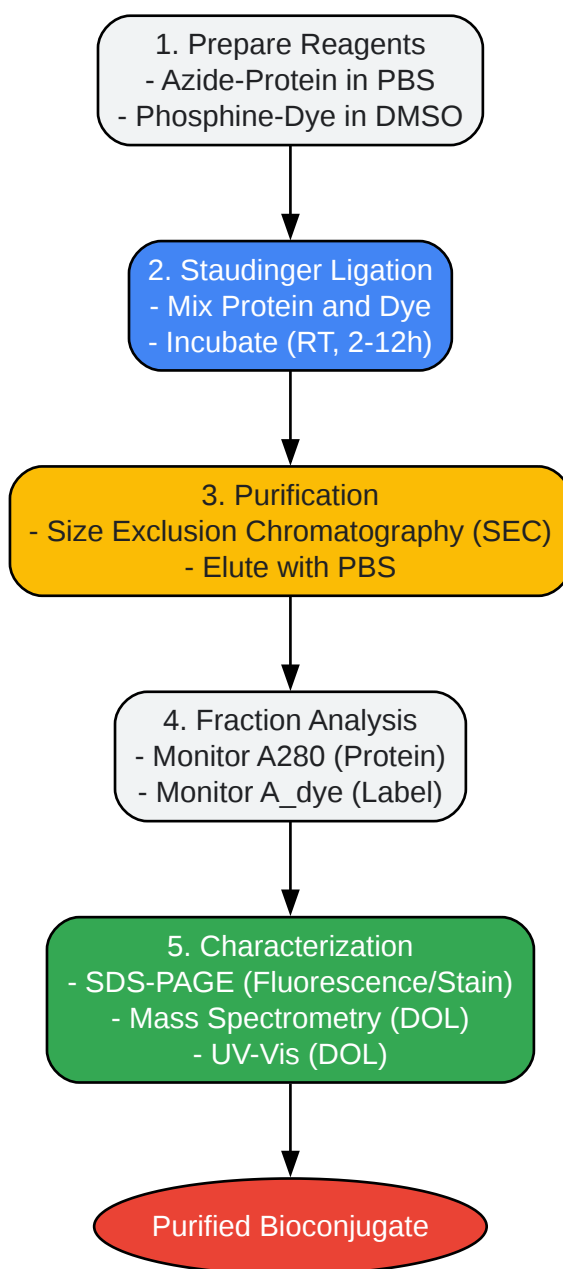 1. Prepare Reagents
- Azide-Protein in PBS
- Phosphine-Dye in DMSO
2. Staudinger Ligation
- Mix Protein and Dye
- Incubate (RT, 2-12h)
3. Purification
- Size Exclusion Chromatography (SEC)
- Elute with PBS
4. Fraction Analysis
- Monitor A280 (Protein)
- Monitor A_dye (Label)
5. Characterization
- SDS-PAGE (Fluorescence/Stain)
- Mass Spectrometry (DOL)
- UV-Vis (DOL)
Purified Bioconjugate